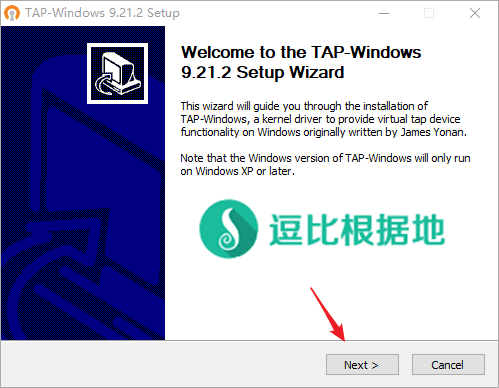 TAP-Windows 9.21.2 Setup
Welcome to the TAP-Windows
9.21.2 Setup Wizard
This wizard will guide you through the installation of
TAP-Windows, a kernel driver to provide virtual tap device
functionality on Windows originally written by James Yonan.
Note that the Windows version of TAP-Windows will only run
on Windows XP or later.
逗比根据地
Next >
Cancel